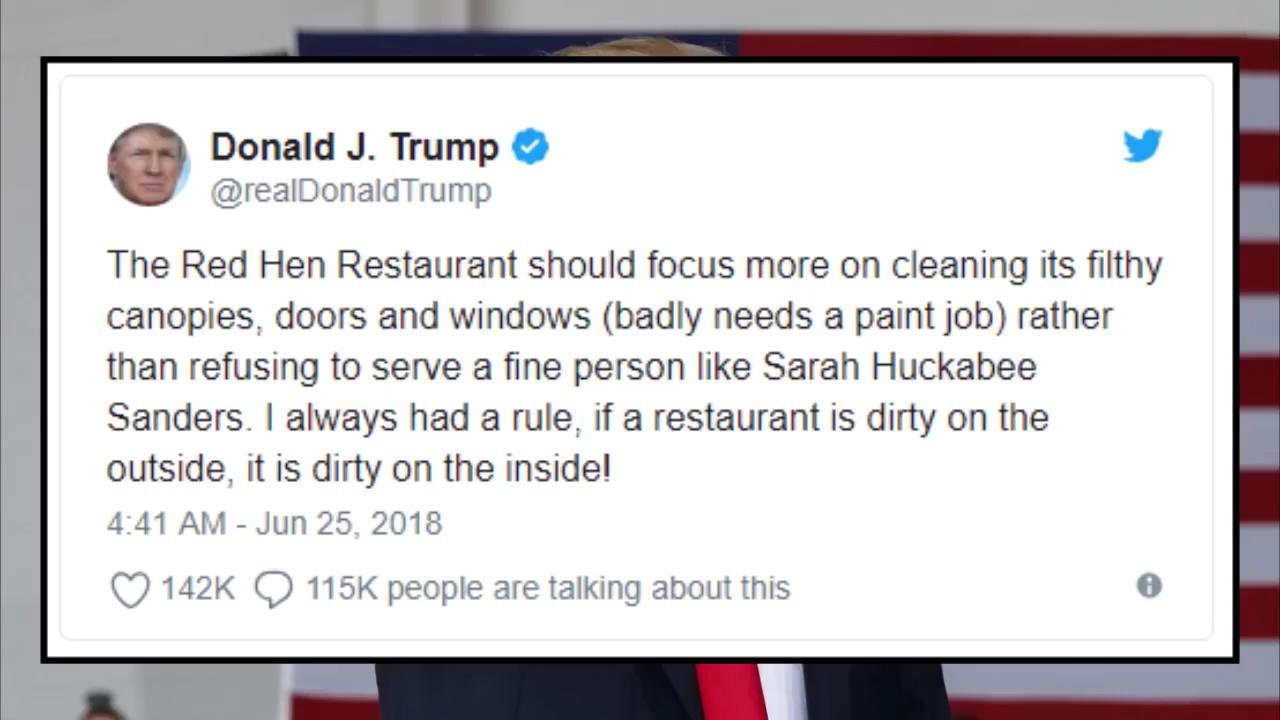 Donald J. Trump
@realDonaldTrump
The Red Hen Restaurant should focus more on cleaning its filthy
canopies, doors and windows (badly needs a paint job) rather
than refusing to serve a fine person like Sarah Huckabee
Sanders. I always had a rule, if a restaurant is dirty on the
outside, it is dirty on the inside!
4:41 AM - Jun 25, 2018
142K 115K people are talking about this